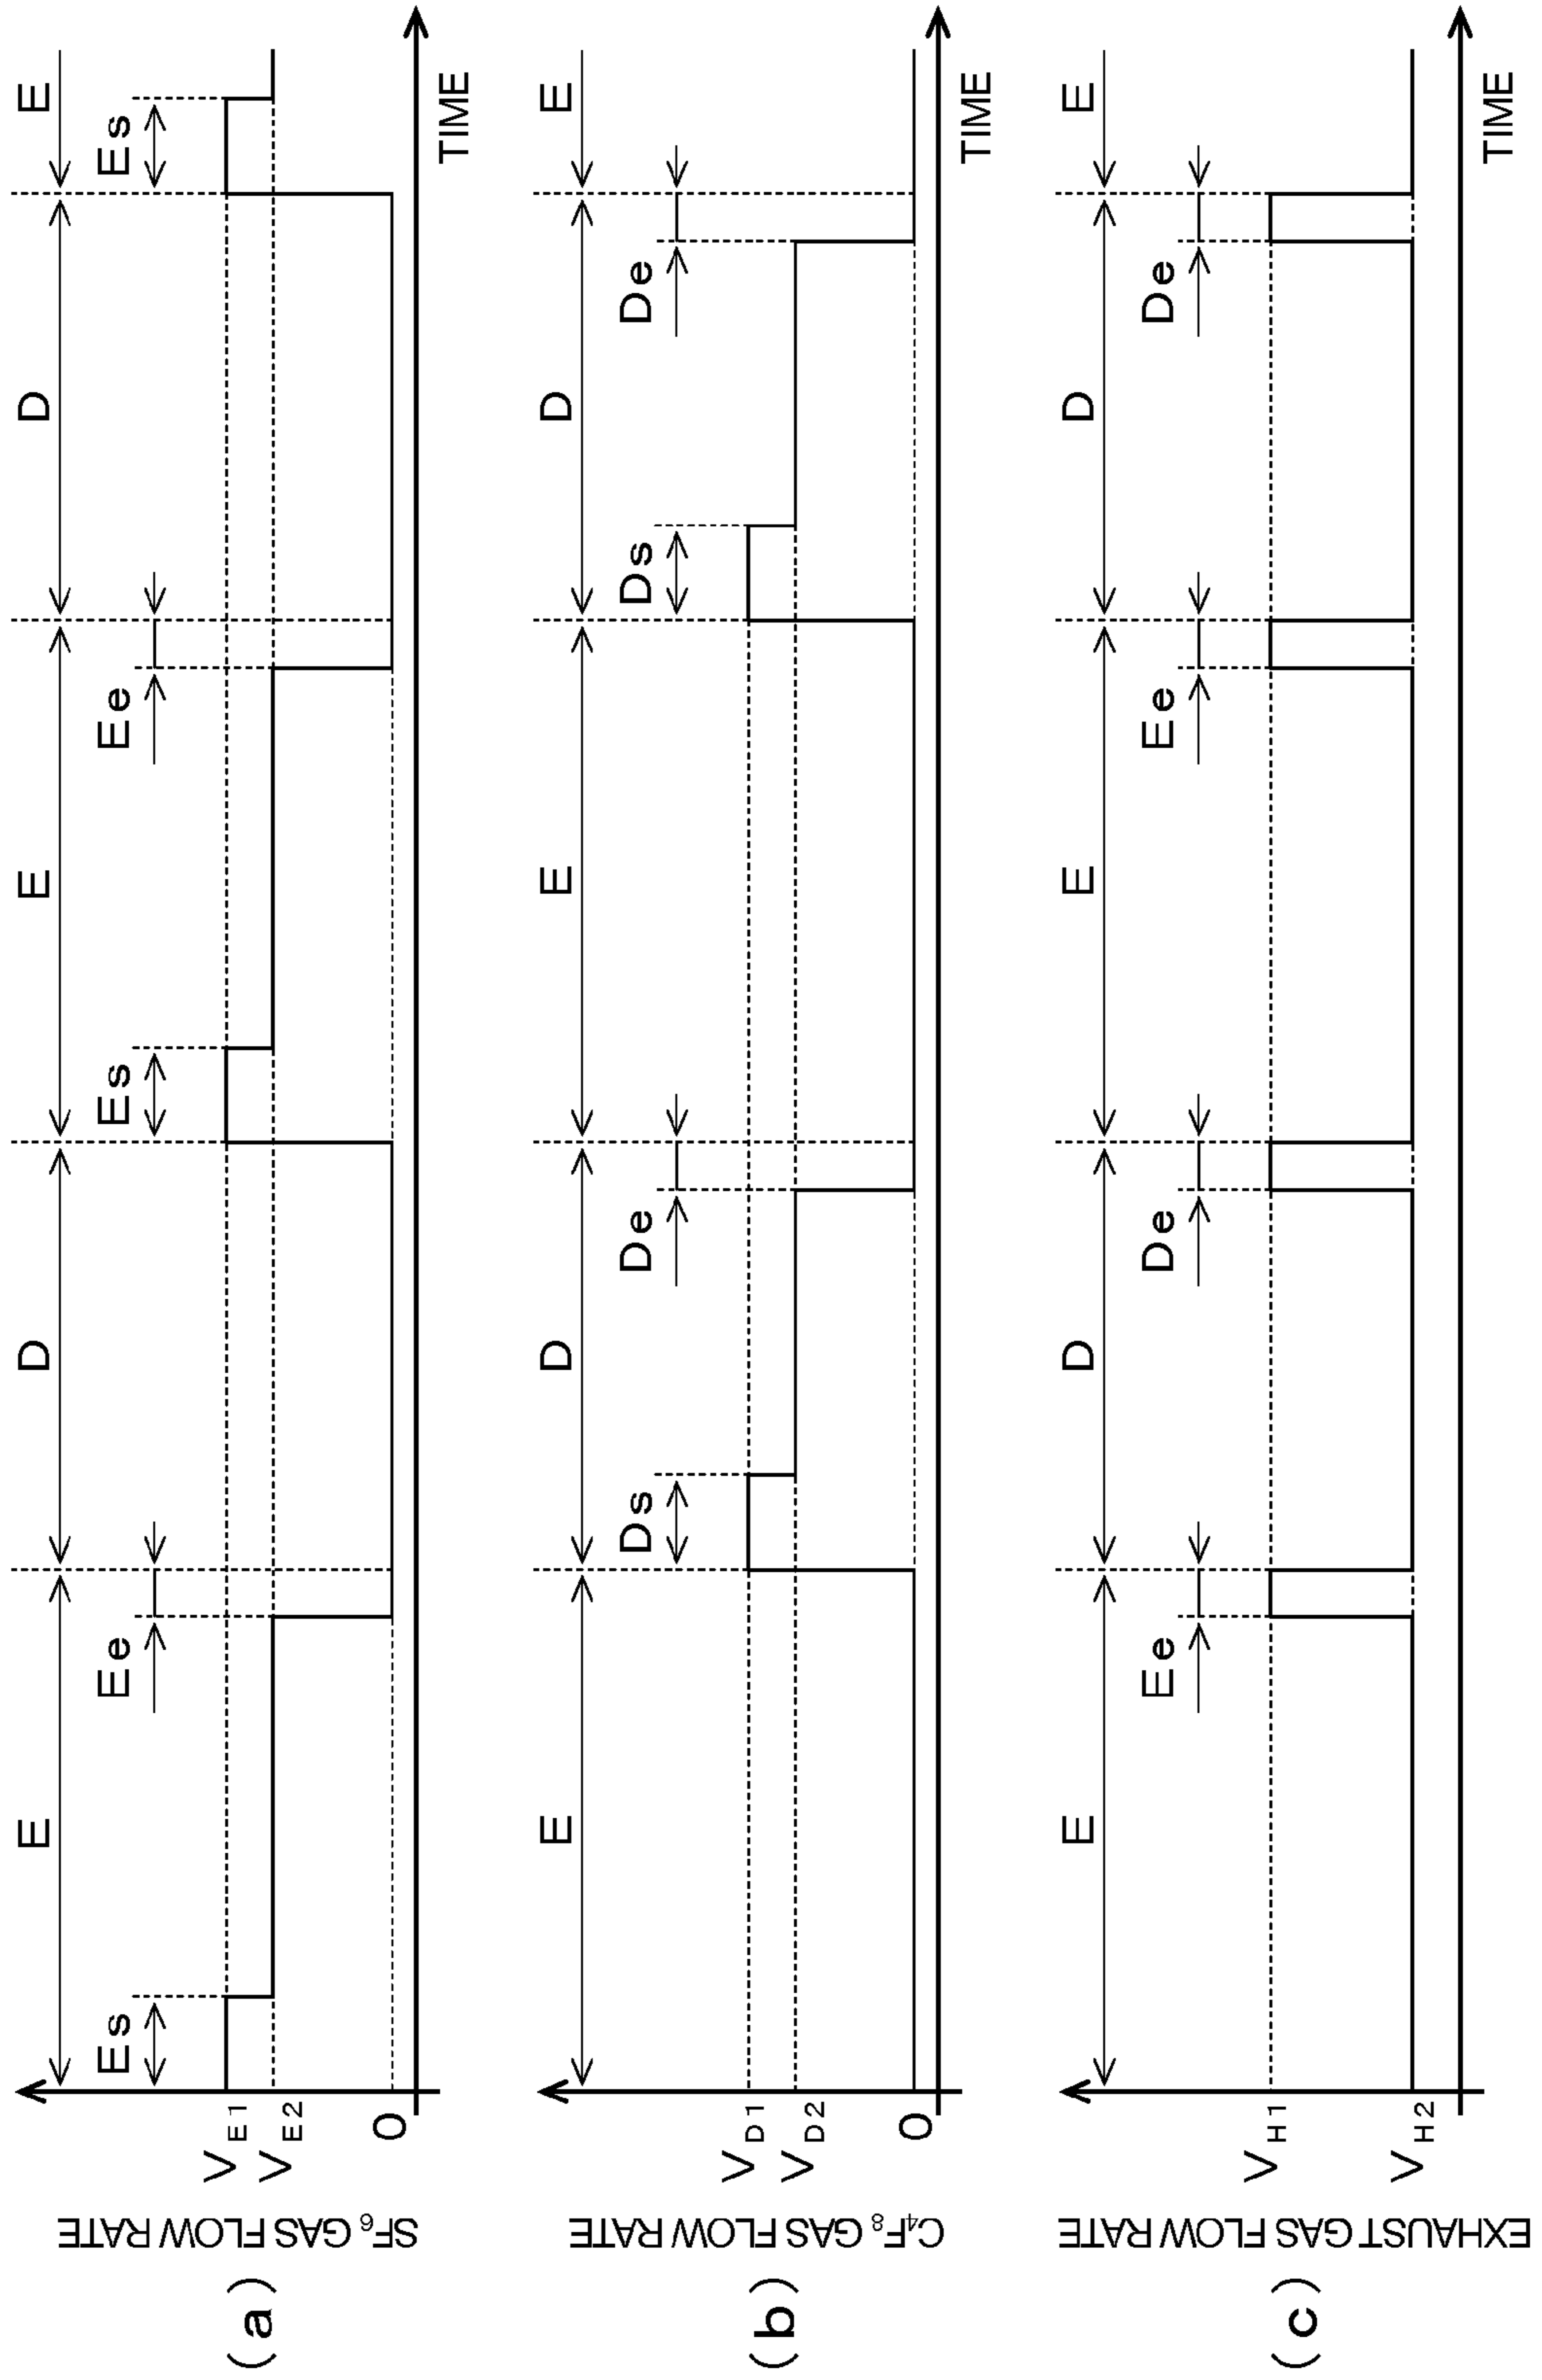 (a)
SF6 GAS FLOW RATE
E D E D E
Es Ee Es Ee Es
VE1
VE2
0
TIME
(b)
C4F8 GAS FLOW RATE
E D E D E
Ds De Ds De
VD1
VD2
0
TIME
(c)
EXHAUST GAS FLOW RATE
E D E D E
Ee De Ee De
VH1
VH2
TIME